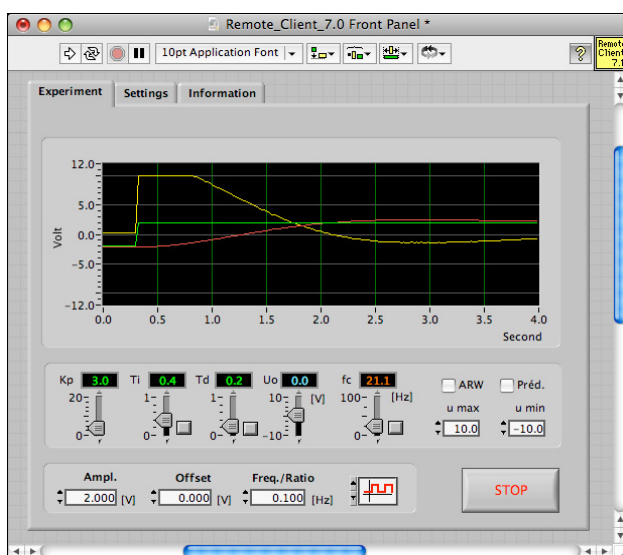 Remote_Client_7.0 Front Panel *
10pt Application Font
?
Remote
Client
7.0
Experiment Settings Information
12.0
5.0
0.0
-5.0
-12.0
Volt
0.0 0.5 1.0 1.5 2.0 2.5 3.0 3.5 4.0
Second
Kp 3.0 Ti 0.4 Td 0.2 Uo 0.0 fc 21.1 ARW Préd.
20 1 1 10 [V] 100 [Hz] u max u min
0 0 0 -10 0 10.0 -10.0
Ampl. Offset Freq./Ratio
2.000 [V] 0.000 [V] 0.100 [Hz]
STOP